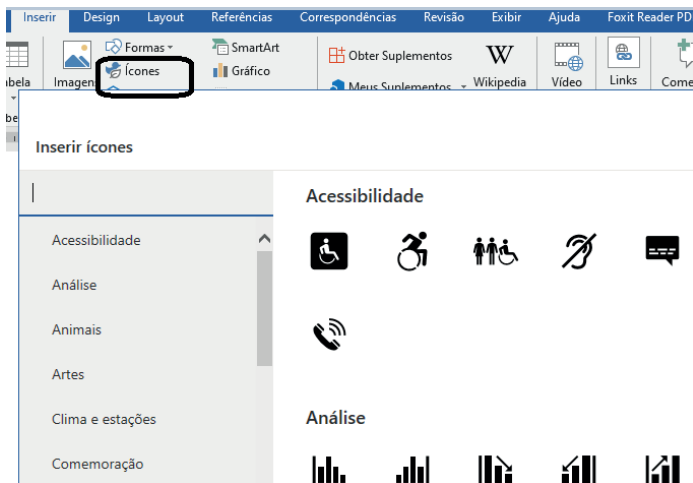 Inserir Design Layout Referências Correspondências Revisão Exibir Ajuda Foxit Reader PD
Formas SmartArt
Obter Suplementos W
Ícones Gráfico
abela Imagens Meus Suplementos Wikipedia Vídeo Links Come
be
Inserir ícones
Acessibilidade
Acessibilidade
Análise
Animais
Artes
Clima e estações
Análise
Comemoração